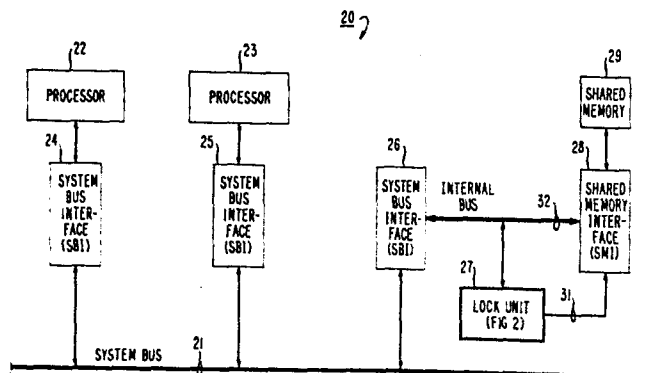 20
22
PROCESSOR
23
PROCESSOR
29
SHARED
MEMORY
24
SYSTEM
BUS
INTER-
FACE
(SBI)
25
SYSTEM
BUS
INTER-
FACE
(SBI)
26
SYSTEM
BUS
INTER-
FACE
(SBI)
INTERNAL
BUS
32
28
SHARED
MEMORY
INTER-
FACE
(SMI)
27
LOCK UNIT
(FIG 2)
31
SYSTEM BUS
21